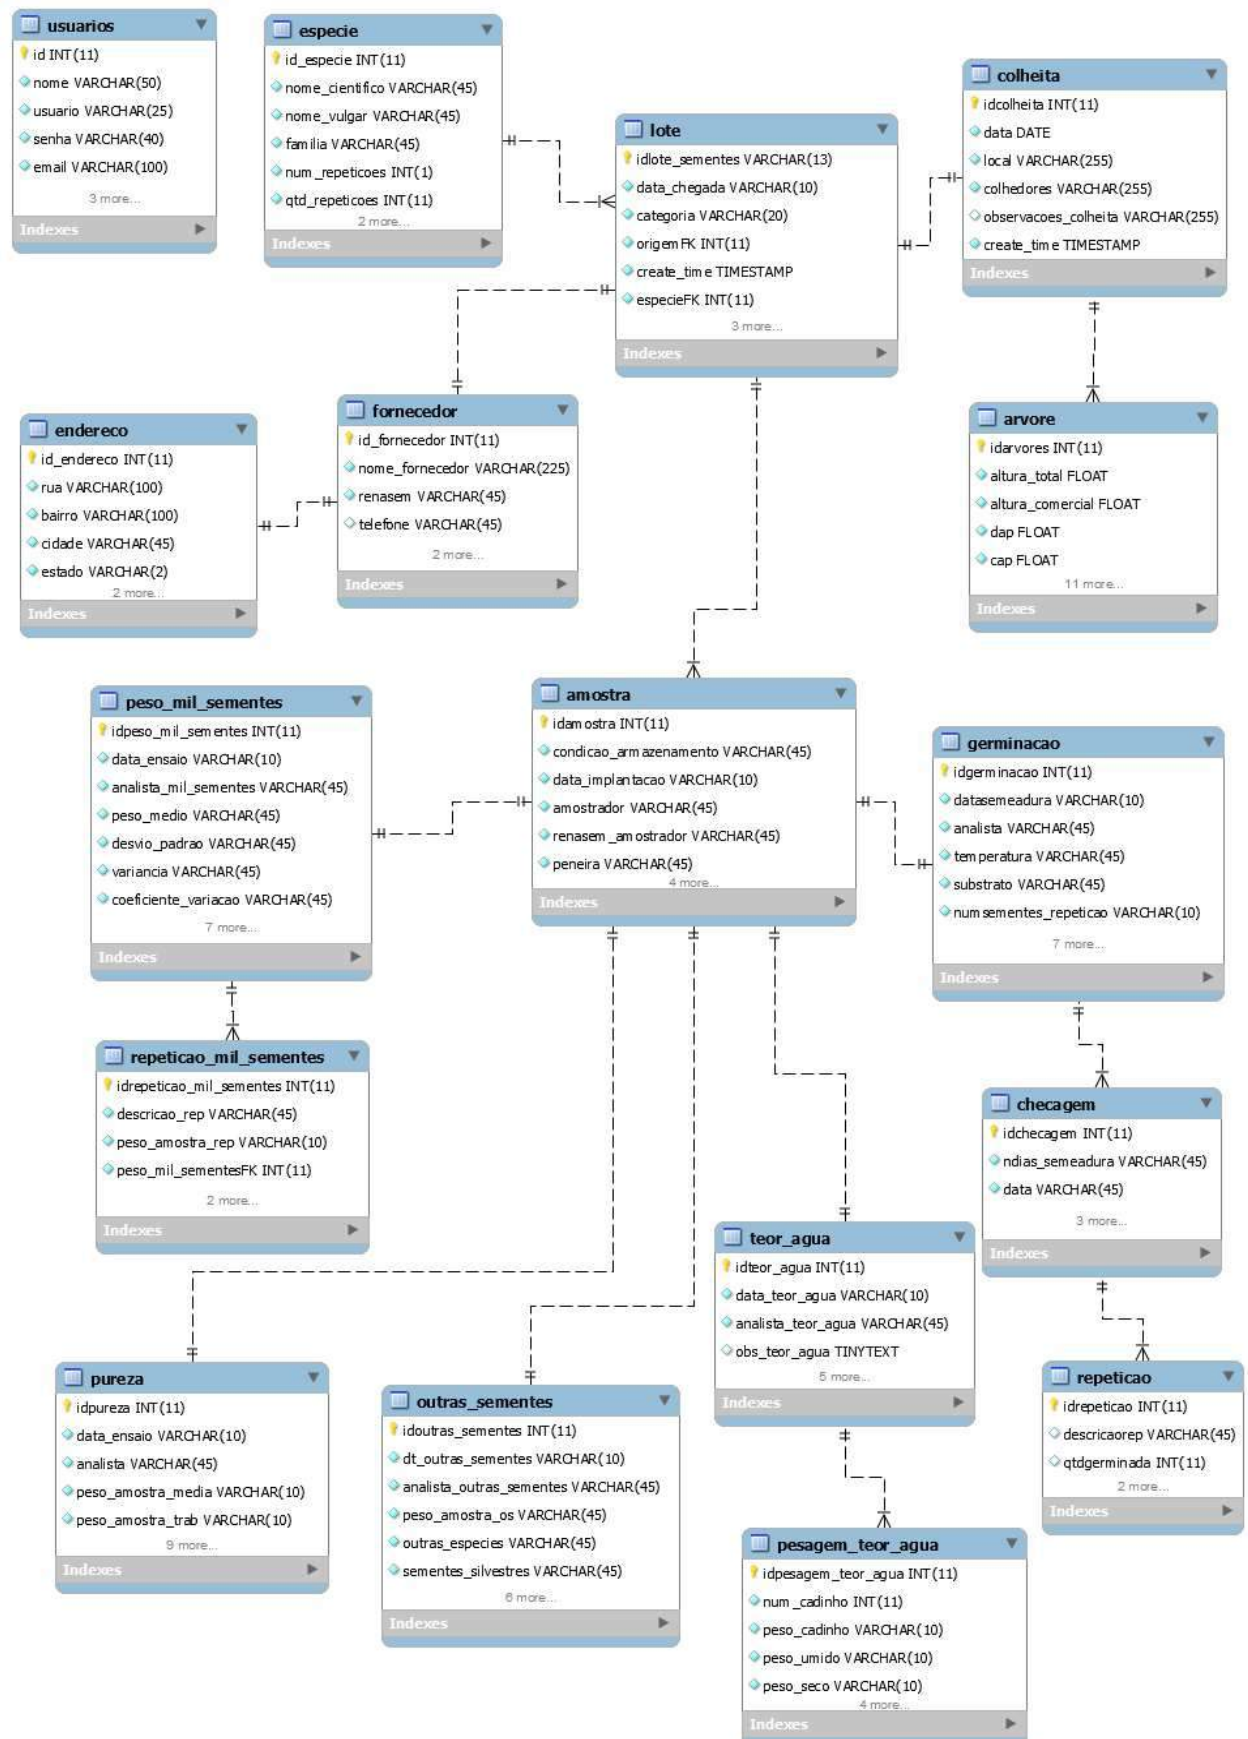 usuarios
id INT(11)
nome VARCHAR(50)
usuario VARCHAR(25)
senha VARCHAR(40)
email VARCHAR(100)
3 more...
Indexes
especie
id_especie INT(11)
nome_cientifico VARCHAR(45)
nome_vulgar VARCHAR(45)
familia VARCHAR(45)
num_repeticoes INT(1)
qtd_repeticoes INT(11)
2 more...
Indexes
lote
idlote_sementes VARCHAR(13)
data_chegada VARCHAR(10)
categoria VARCHAR(20)
origemFK INT(11)
create_time TIMESTAMP
especieFK INT(11)
3 more...
Indexes
colheita
idcolheita INT(11)
data DATE
local VARCHAR(255)
colhedores VARCHAR(255)
observacoes_colheita VARCHAR(255)
create_time TIMESTAMP
Indexes
endereco
id_endereco INT(11)
rua VARCHAR(100)
bairro VARCHAR(100)
cidade VARCHAR(45)
estado VARCHAR(2)
2 more...
Indexes
fornecedor
id_fornecedor INT(11)
nome_fornecedor VARCHAR(225)
renasem VARCHAR(45)
telefone VARCHAR(45)
2 more...
Indexes
arvore
idarvores INT(11)
altura_total FLOAT
altura_comercial FLOAT
dap FLOAT
cap FLOAT
11 more...
Indexes
peso_mil_sementes
idpeso_mil_sementes INT(11)
data_ensaio VARCHAR(10)
analista_mil_sementes VARCHAR(45)
peso_medio VARCHAR(45)
desvio_padrao VARCHAR(45)
variancia VARCHAR(45)
coeficiente_variacao VARCHAR(45)
7 more...
Indexes
amostra
idamostra INT(11)
condicao_armazenamento VARCHAR(45)
data_implantacao VARCHAR(10)
amostrador VARCHAR(45)
renasem_amostrador VARCHAR(45)
peneira VARCHAR(45)
4 more...
Indexes
germinacao
idgerminacao INT(11)
datasemeadura VARCHAR(10)
analista VARCHAR(45)
temperatura VARCHAR(45)
substrato VARCHAR(45)
numsementes_repeticao VARCHAR(10)
7 more...
Indexes
repeticao_mil_sementes
idrepeticao_mil_sementes INT(11)
descricao_rep VARCHAR(45)
peso_amostra_rep VARCHAR(10)
peso_mil_sementesFK INT(11)
2 more...
Indexes
checagem
idchecagem INT(11)
ndias_semeadura VARCHAR(45)
data VARCHAR(45)
3 more...
Indexes
teor_agua
idteor_agua INT(11)
data_teor_agua VARCHAR(10)
analista_teor_agua VARCHAR(45)
obs_teor_agua TINYTEXT
5 more...
Indexes
pureza
idpureza INT(11)
data_ensaio VARCHAR(10)
analista VARCHAR(45)
peso_amostra_media VARCHAR(10)
peso_amostra_trab VARCHAR(10)
9 more...
Indexes
outras_sementes
idoutras_sementes INT(11)
dt_outras_sementes VARCHAR(10)
analista_outras_sementes VARCHAR(45)
peso_amostra_os VARCHAR(45)
outras_especies VARCHAR(45)
sementes_silvestres VARCHAR(45)
6 more...
Indexes
repeticao
idrepeticao INT(11)
descricaorep VARCHAR(45)
qtdgerminada INT(11)
2 more...
Indexes
pesagem_teor_agua
idpesagem_teor_agua INT(11)
num_cadinho INT(11)
peso_cadinho VARCHAR(10)
peso_umido VARCHAR(10)
peso_seco VARCHAR(10)
4 more...
Indexes